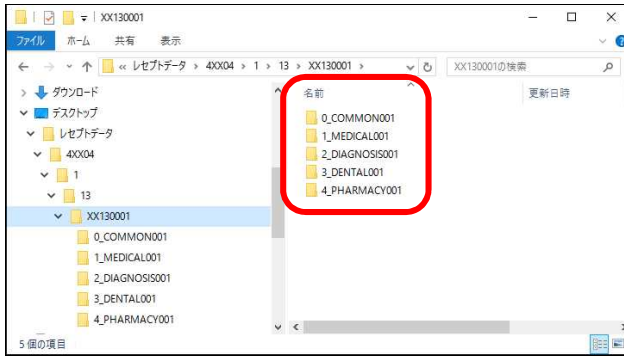 XX130001
ファイル ホーム 共有 表示
« レセプトデータ › 4XX04 › 1 › 13 › XX130001 › XX130001の検索
ダウンロード
デスクトップ
レセプトデータ
4XX04
1
13
XX130001
0_COMMON001
1_MEDICAL001
2_DIAGNOSIS001
3_DENTAL001
4_PHARMACY001
名前 更新日時
0_COMMON001
1_MEDICAL001
2_DIAGNOSIS001
3_DENTAL001
4_PHARMACY001
5 個の項目